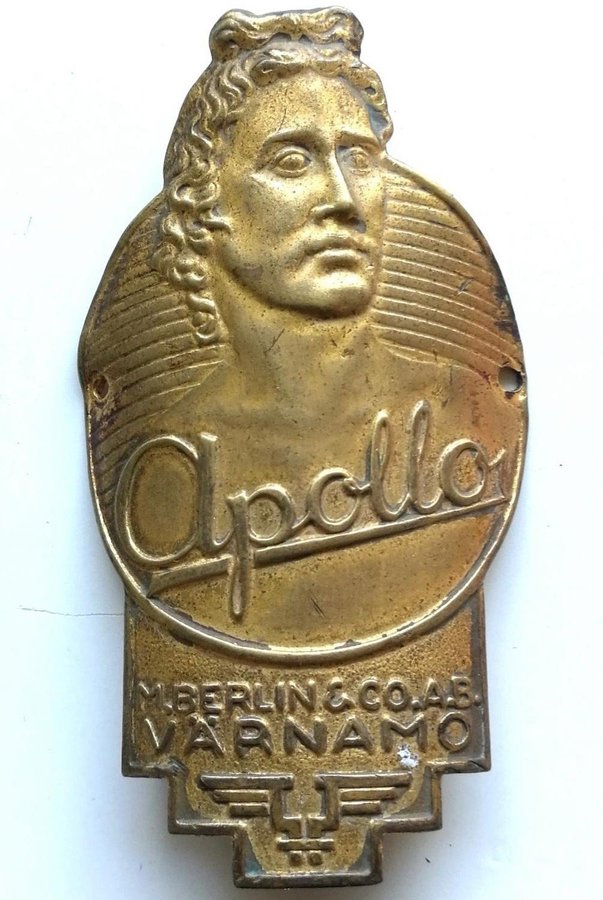 Apollo
M. BERLIN & CO. A.B.
VÄRNAMO